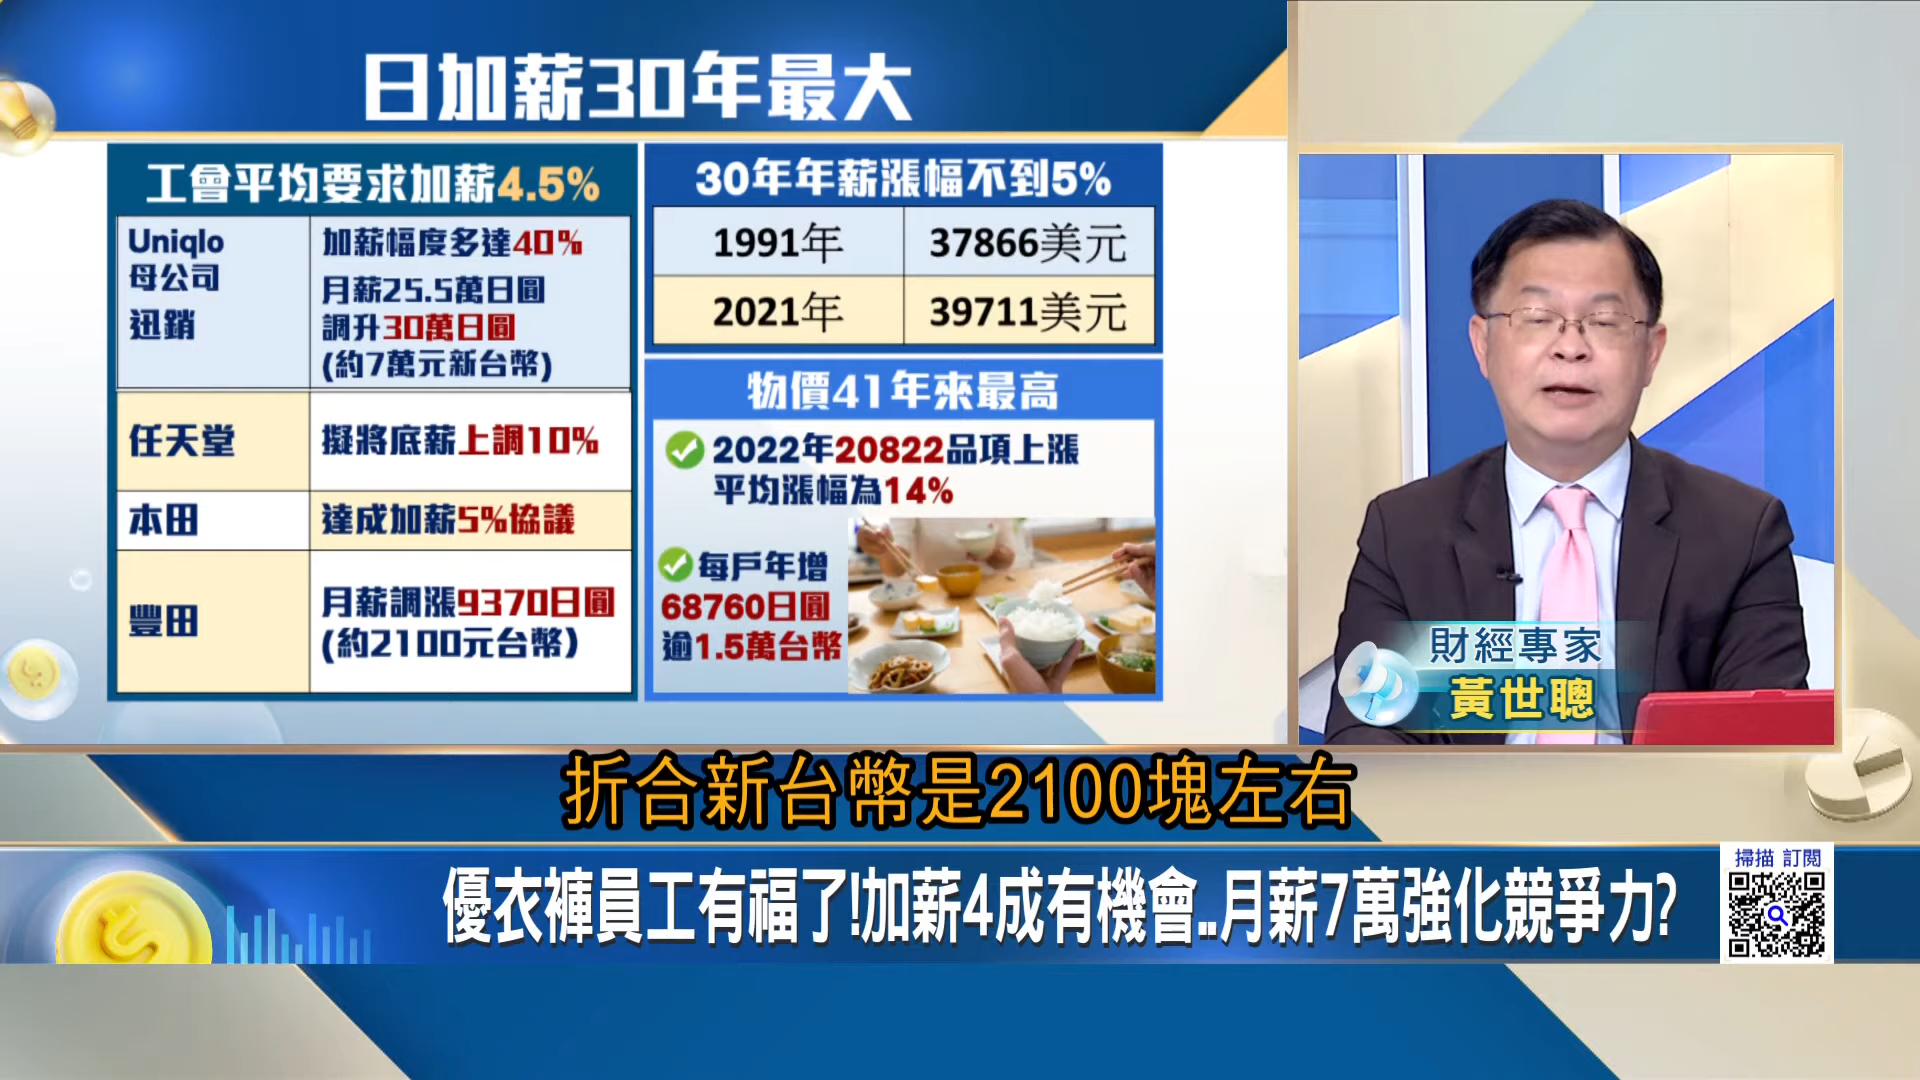 日加薪30年最大
工會平均要求加薪4.5%
Uniqlo
母公司
迅銷
加薪幅度多達40%
月薪25.5萬日圓
調升30萬日圓
(約7萬元新台幣)
任天堂
擬將底薪上調10%
本田
達成加薪5%協議
豐田
月薪調漲9370日圓
(約2100元台幣)
30年年薪漲幅不到5%
1991年
37866美元
2021年
39711美元
物價41年來最高
2022年20822品項上漲
平均漲幅為14%
每戶年增
68760日圓
逾1.5萬台幣
財經專家
黃世聰
折合新台幣是2100塊左右
優衣褲員工有福了!加薪4成有機會..月薪7萬強化競爭力?
掃描 訂閱